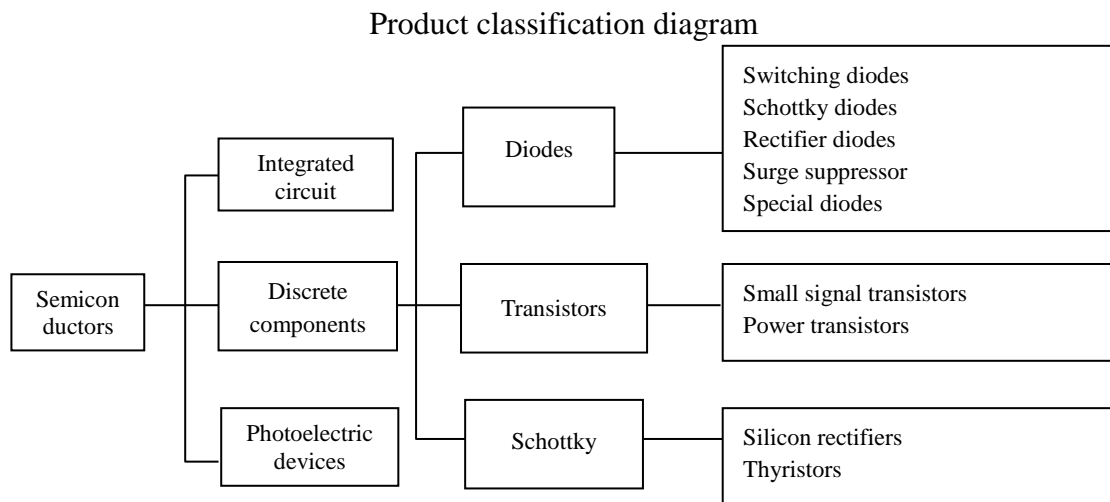 Product classification diagram
Semicon
ductors
Integrated
circuit
Discrete
components
Photoelectric
devices
Diodes
Transistors
Schottky
Switching diodes
Schottky diodes
Rectifier diodes
Surge suppressor
Special diodes
Small signal transistors
Power transistors
Silicon rectifiers
Thyristors